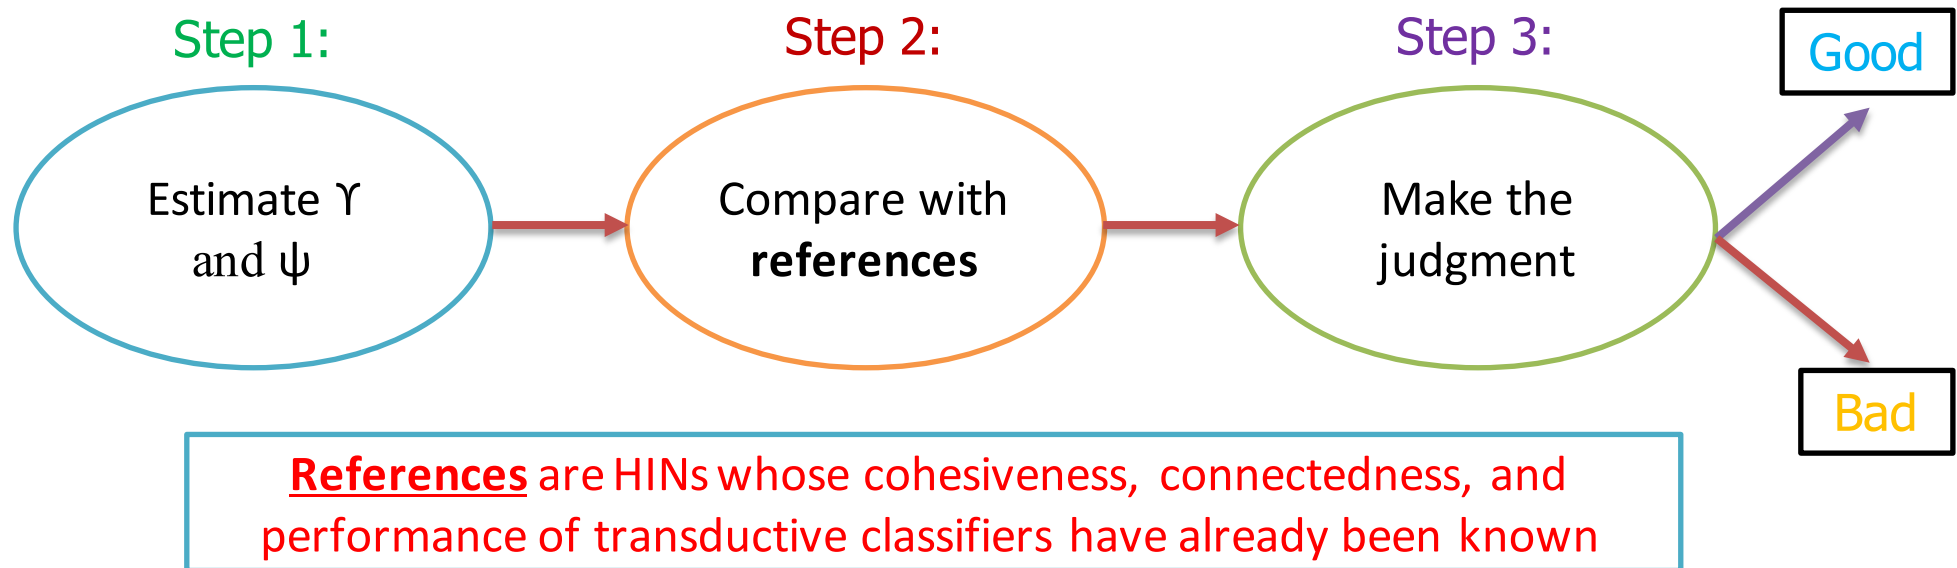 Step 1:
Estimate ϒ
and ψ
Step 2:
Compare with
references
Step 3:
Make the
judgment
Good
Bad
References are HINs whose cohesiveness, connectedness, and
performance of transductive classifiers have already been known